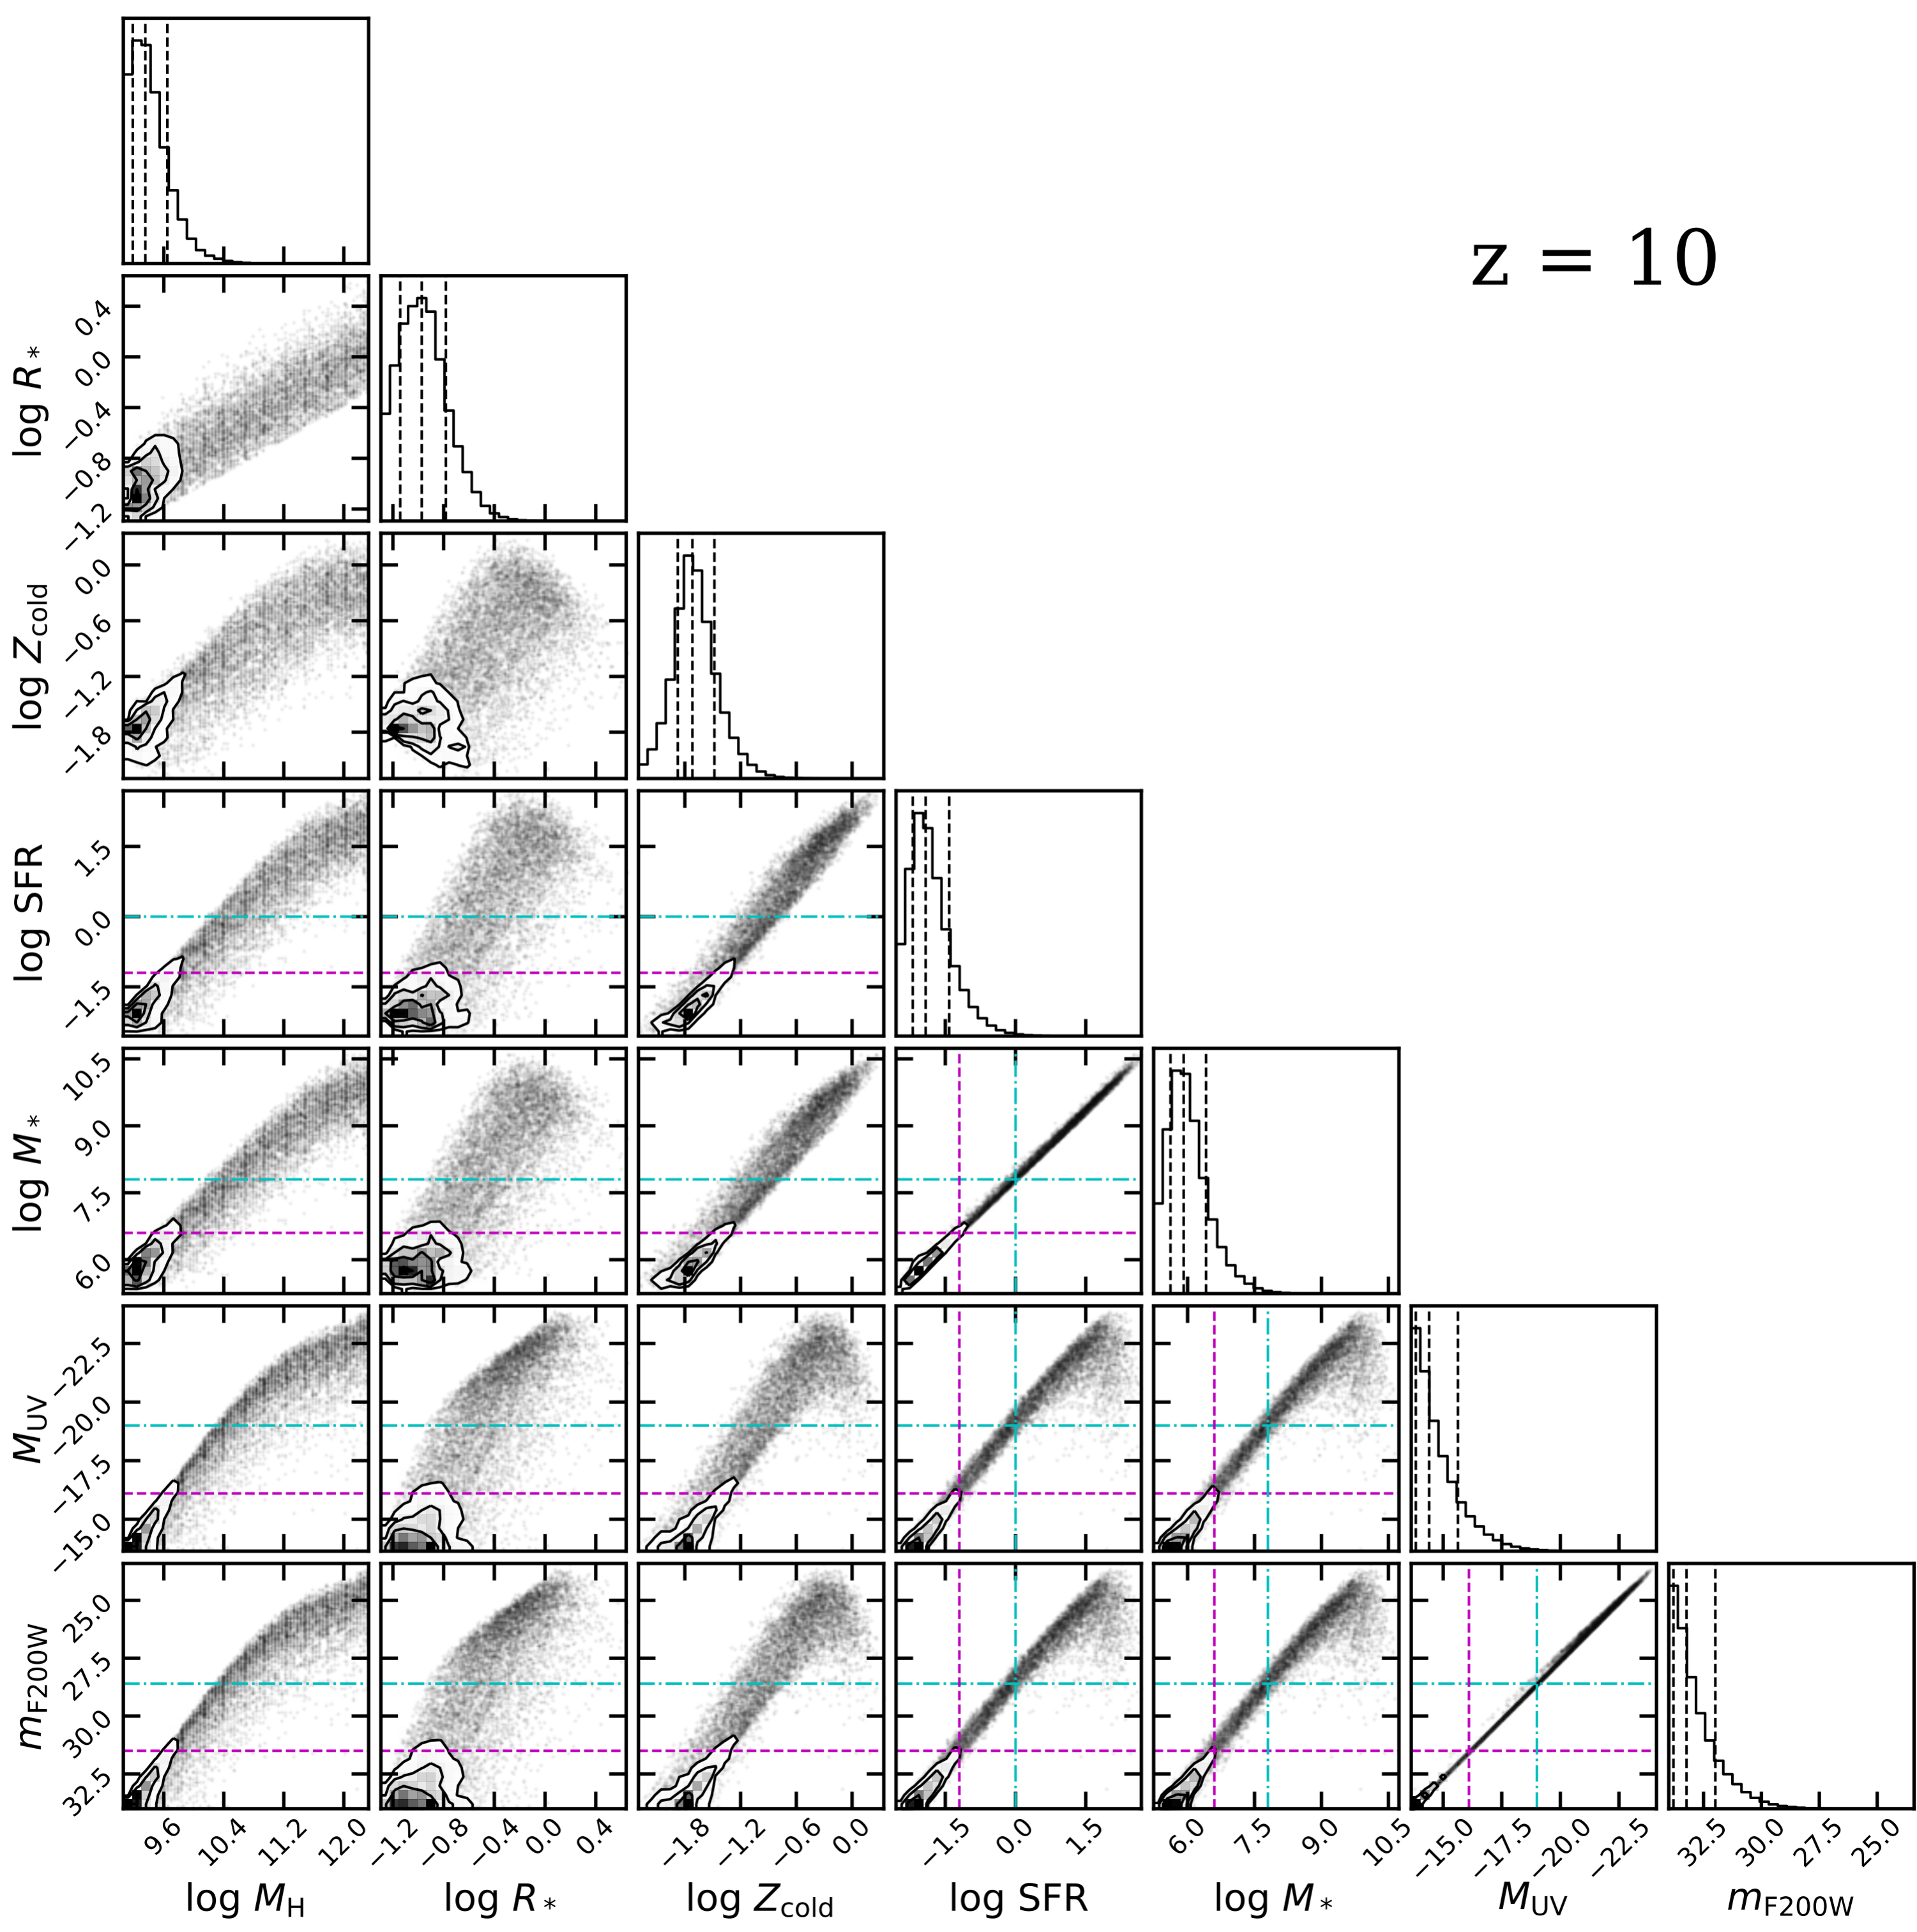 z = 10
log R*
0.4
0.0
−0.4
−0.8
−1.2
log Z_cold
0.0
−0.6
−1.2
−1.8
log SFR
1.5
0.0
−1.5
log M*
10.5
9.0
7.5
6.0
M_UV
−22.5
−20.0
−17.5
−15.0
m_F200W
25.0
27.5
30.0
32.5
9.6 10.4 11.2 12.0 −1.2 −0.8 −0.4 0.0 0.4 −1.8 −1.2 −0.6 0.0 −1.5 0.0 1.5 6.0 7.5 9.0 10.5 −15.0 −17.5 −20.0 −22.5 32.5 30.0 27.5 25.0
log M_H log R* log Z_cold log SFR log M* M_UV m_F200W